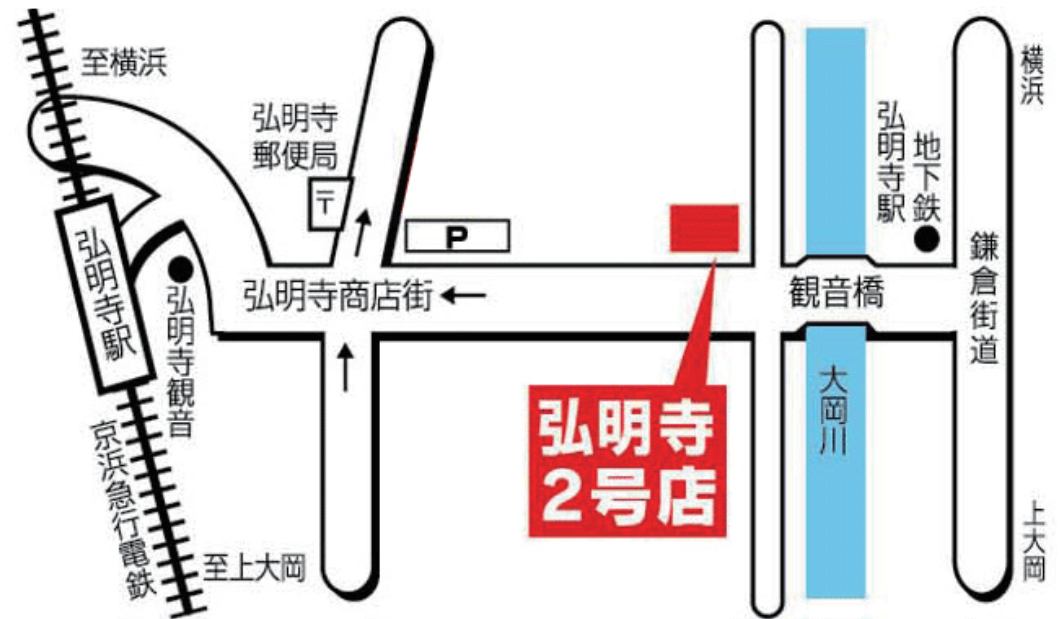 至横浜
弘明寺
郵便局
〒
P
弘明寺駅
弘明寺観音
弘明寺商店街
京浜急行電鉄
至上大岡
弘明寺
2号店
観音橋
大岡川
地下鉄
弘明寺駅
鎌倉街道
横浜
上大岡